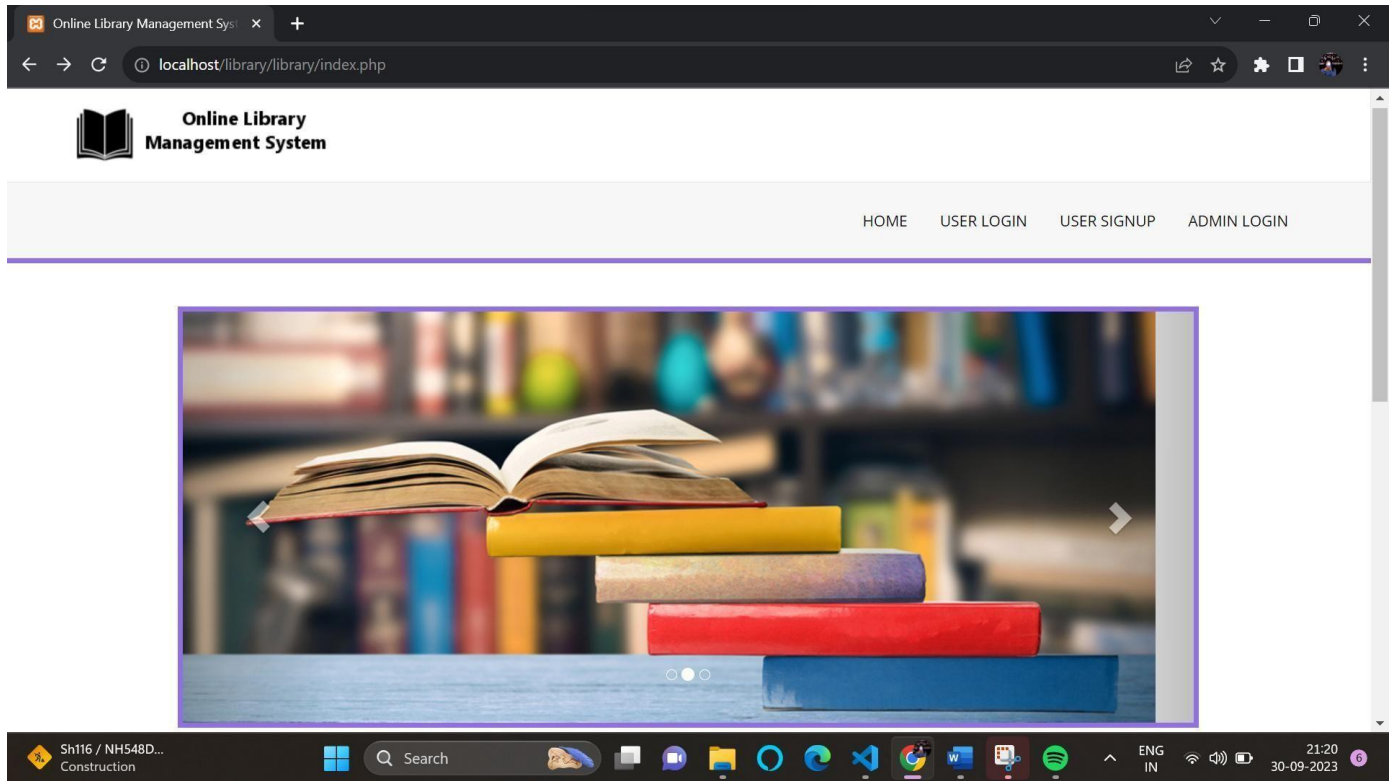 Online Library Management Sys
localhost/library/library/index.php
Online Library
Management System
HOME USER LOGIN USER SIGNUP ADMIN LOGIN
Sh116 / NH548D...
Construction
Search
ENG
IN
21:20
30-09-2023
6